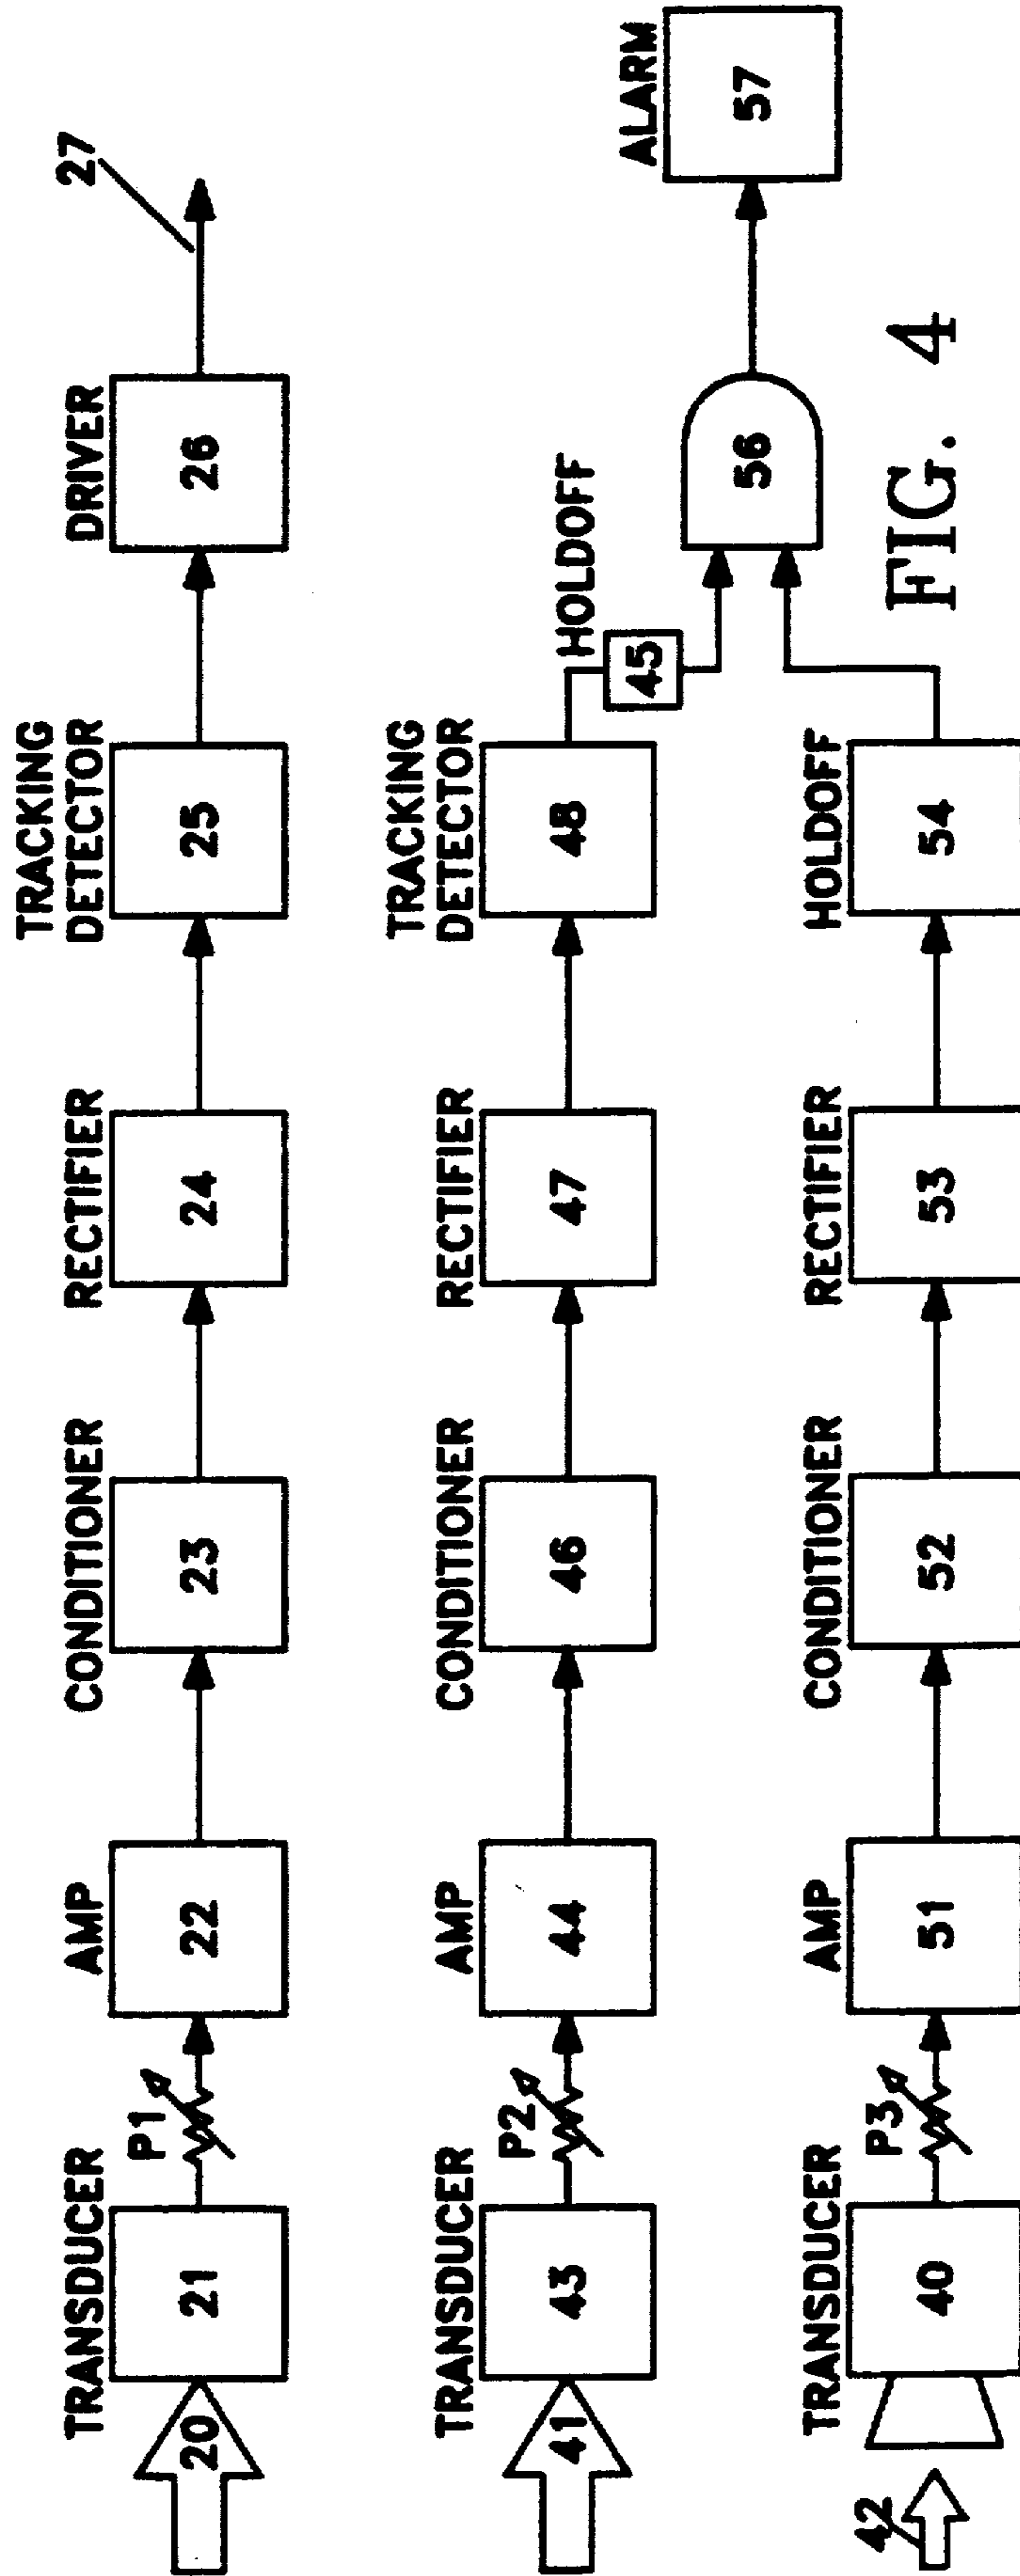 TRANSDUCER
AMP
CONDITIONER
RECTIFIER
TRACKING
DETECTOR
DRIVER
20
21
P1
22
23
24
25
26
27
TRANSDUCER
AMP
CONDITIONER
RECTIFIER
TRACKING
DETECTOR
HOLDOFF
ALARM
41
43
P2
44
46
47
48
45
56
57
TRANSDUCER
AMP
CONDITIONER
RECTIFIER
HOLDOFF
42
40
P3
51
52
53
54
FIG. 4